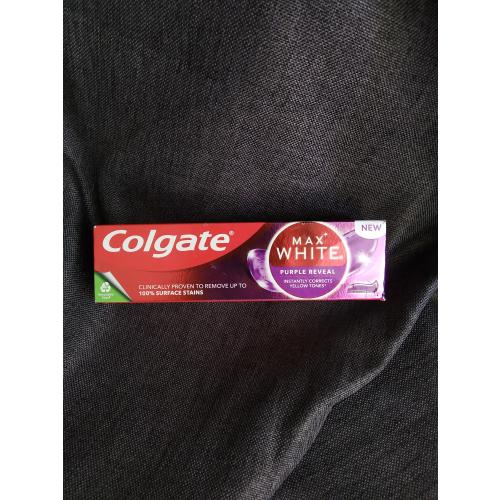 Colgate®
CLINICALLY PROVEN TO REMOVE UP TO
100% SURFACE STAINS
MAX+
WHITE
PURPLE REVEAL
INSTANTLY CORRECTS
YELLOW TONES*
NEW